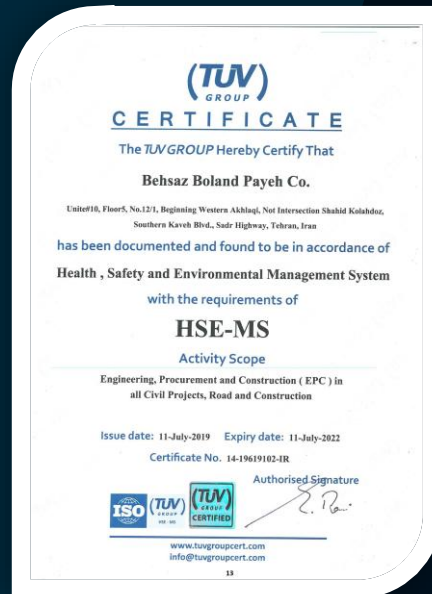 (TUV)
GROUP
CERTIFICATE
The TUV GROUP Hereby Certify That
Behsaz Boland Payeh Co.
Unite#10, Floor5, No.12/1, Beginning Western Akhlaqi, Not Intersection Shahid Kolahdoz,
Southern Kaveh Blvd., Sadr Highway, Tehran, Iran
has been documented and found to be in accordance of
Health , Safety and Environmental Management System
with the requirements of
HSE-MS
Activity Scope
Engineering, Procurement and Construction ( EPC ) in
all Civil Projects, Road and Construction
Issue date: 11-July-2019 Expiry date: 11-July-2022
Certificate No. 14-19619102-IR
Authorised Signature
ISO
(TUV)
GROUP
HSE - MS
(TUV)
GROUP
CERTIFIED
www.tuvgroupcert.com
info@tuvgroupcert.com
13